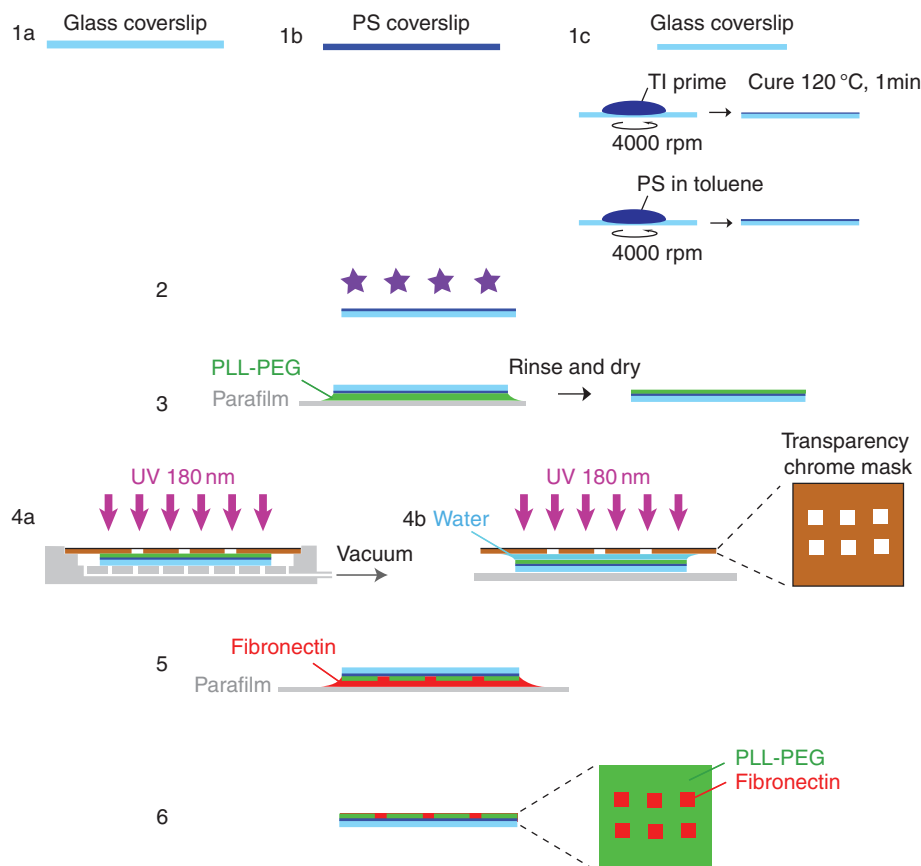 1a
Glass coverslip
1b
PS coverslip
1c
Glass coverslip
TI prime
Cure 120 °C, 1min
4000 rpm
PS in toluene
4000 rpm
2
3
PLL-PEG
Parafilm
Rinse and dry
4a
UV 180 nm
Vacuum
4b
Water
UV 180 nm
Transparency
chrome mask
5
Fibronectin
Parafilm
6
PLL-PEG
Fibronectin